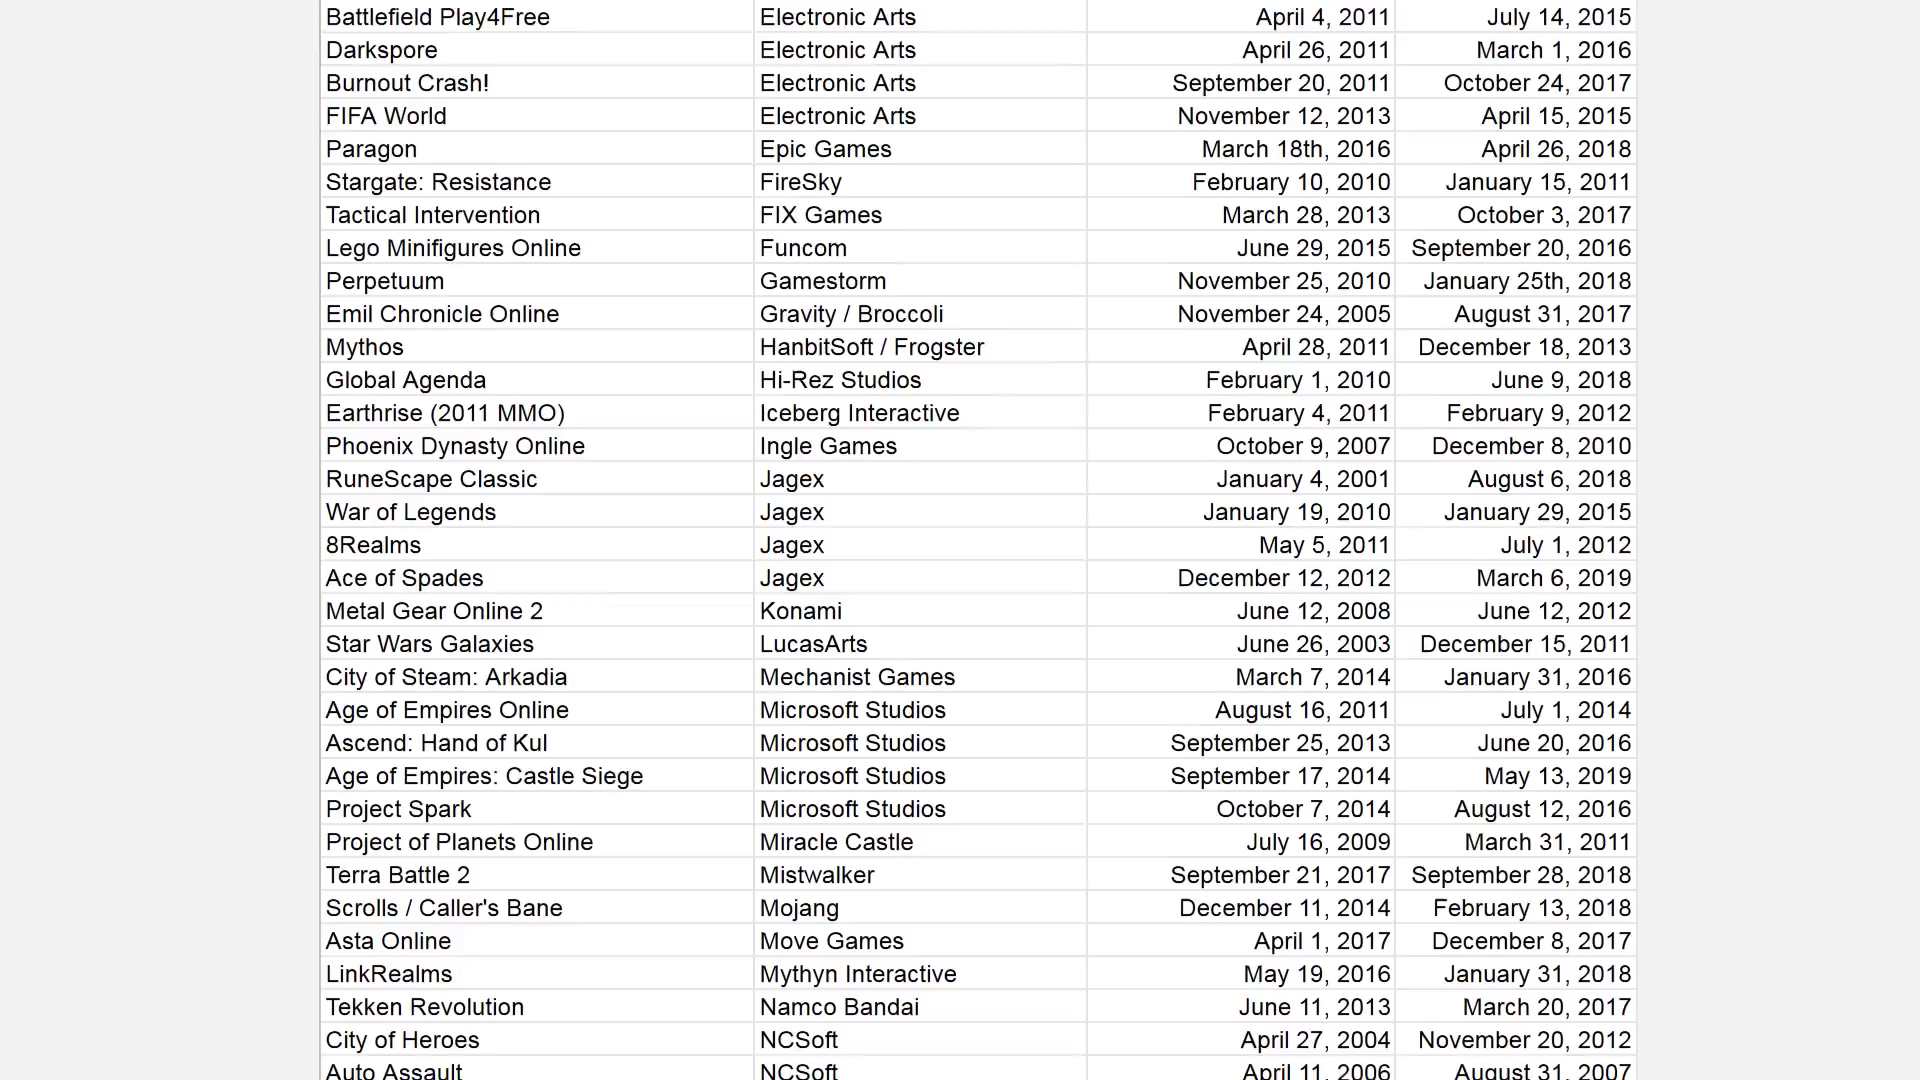 Battlefield Play4Free Electronic Arts April 4, 2011 July 14, 2015
Darkspore Electronic Arts April 26, 2011 March 1, 2016
Burnout Crash! Electronic Arts September 20, 2011 October 24, 2017
FIFA World Electronic Arts November 12, 2013 April 15, 2015
Paragon Epic Games March 18th, 2016 April 26, 2018
Stargate: Resistance FireSky February 10, 2010 January 15, 2011
Tactical Intervention FIX Games March 28, 2013 October 3, 2017
Lego Minifigures Online Funcom June 29, 2015 September 20, 2016
Perpetuum Gamestorm November 25, 2010 January 25th, 2018
Emil Chronicle Online Gravity / Broccoli November 24, 2005 August 31, 2017
Mythos HanbitSoft / Frogster April 28, 2011 December 18, 2013
Global Agenda Hi-Rez Studios February 1, 2010 June 9, 2018
Earthrise (2011 MMO) Iceberg Interactive February 4, 2011 February 9, 2012
Phoenix Dynasty Online Ingle Games October 9, 2007 December 8, 2010
RuneScape Classic Jagex January 4, 2001 August 6, 2018
War of Legends Jagex January 19, 2010 January 29, 2015
8Realms Jagex May 5, 2011 July 1, 2012
Ace of Spades Jagex December 12, 2012 March 6, 2019
Metal Gear Online 2 Konami June 12, 2008 June 12, 2012
Star Wars Galaxies LucasArts June 26, 2003 December 15, 2011
City of Steam: Arkadia Mechanist Games March 7, 2014 January 31, 2016
Age of Empires Online Microsoft Studios August 16, 2011 July 1, 2014
Ascend: Hand of Kul Microsoft Studios September 25, 2013 June 20, 2016
Age of Empires: Castle Siege Microsoft Studios September 17, 2014 May 13, 2019
Project Spark Microsoft Studios October 7, 2014 August 12, 2016
Project of Planets Online Miracle Castle July 16, 2009 March 31, 2011
Terra Battle 2 Mistwalker September 21, 2017 September 28, 2018
Scrolls / Caller's Bane Mojang December 11, 2014 February 13, 2018
Asta Online Move Games April 1, 2017 December 8, 2017
LinkRealms Mythyn Interactive May 19, 2016 January 31, 2018
Tekken Revolution Namco Bandai June 11, 2013 March 20, 2017
City of Heroes NCSoft April 27, 2004 November 20, 2012
Auto Assault NCSoft April 11, 2006 August 31, 2007